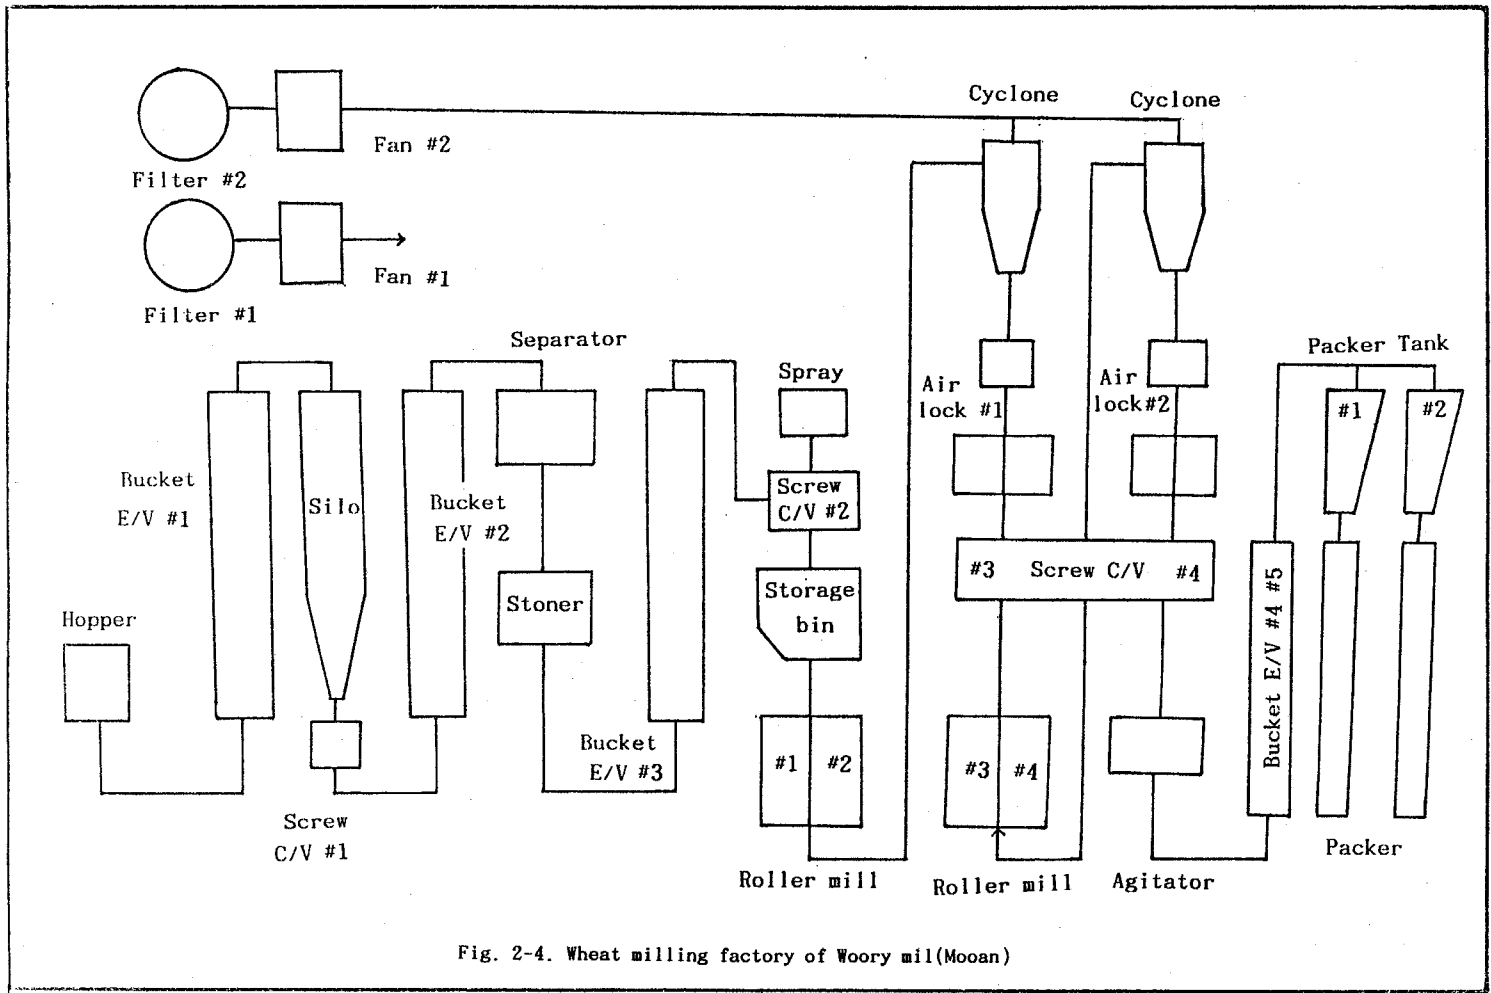 Cyclone
Cyclone
Fan #2
Filter #2
Fan #1
Filter #1
Separator
Packer Tank
Spray
Air
lock #1
Air
lock#2
#1
#2
Bucket
E/V #1
Silo
Bucket
E/V #2
Screw
C/V #2
#3 Screw C/V #4
Stoner
Storage
bin
Hopper
Bucket E/V #4 #5
Bucket
E/V #3
#1
#2
#3
#4
Screw
C/V #1
Packer
Roller mill
Roller mill
Agitator
Fig. 2-4. Wheat milling factory of Woory mil(Mooan)